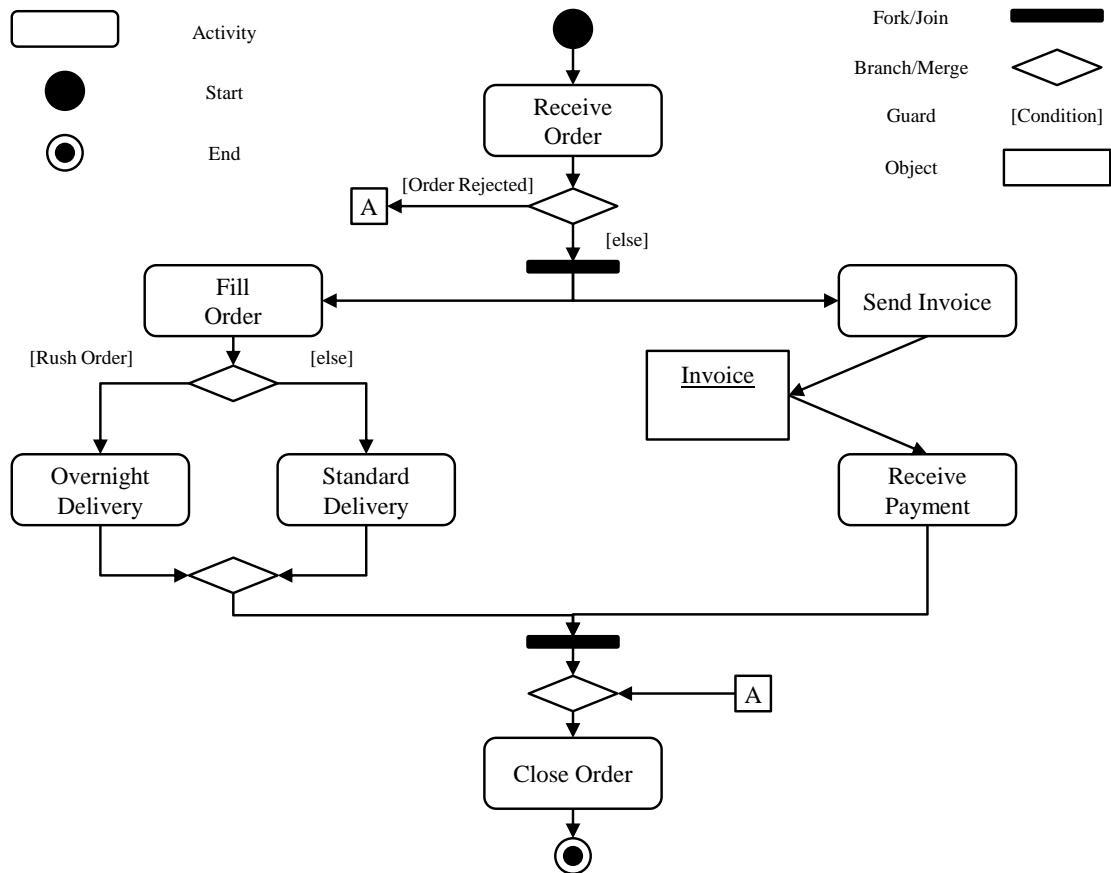 Activity
Start
End
Fork/Join
Branch/Merge
Guard
[Condition]
Object
Receive
Order
[Order Rejected]
A
[else]
Fill
Order
Send Invoice
[Rush Order]
[else]
Invoice
Overnight
Delivery
Standard
Delivery
Receive
Payment
A
Close Order